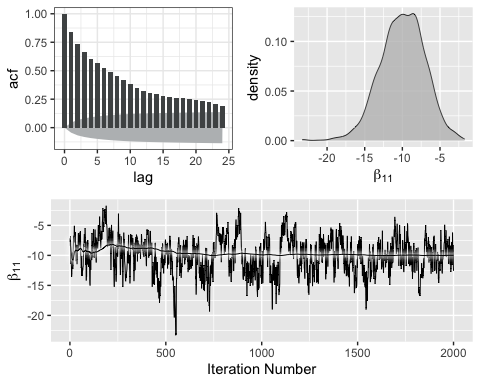 1.00
0.75
0.50
0.25
0.00
acf
0 5 10 15 20 25
lag
0.10
0.05
0.00
density
-20 -15 -10 -5
β11
-5
-10
-15
-20
β11
0 500 1000 1500 2000
Iteration Number